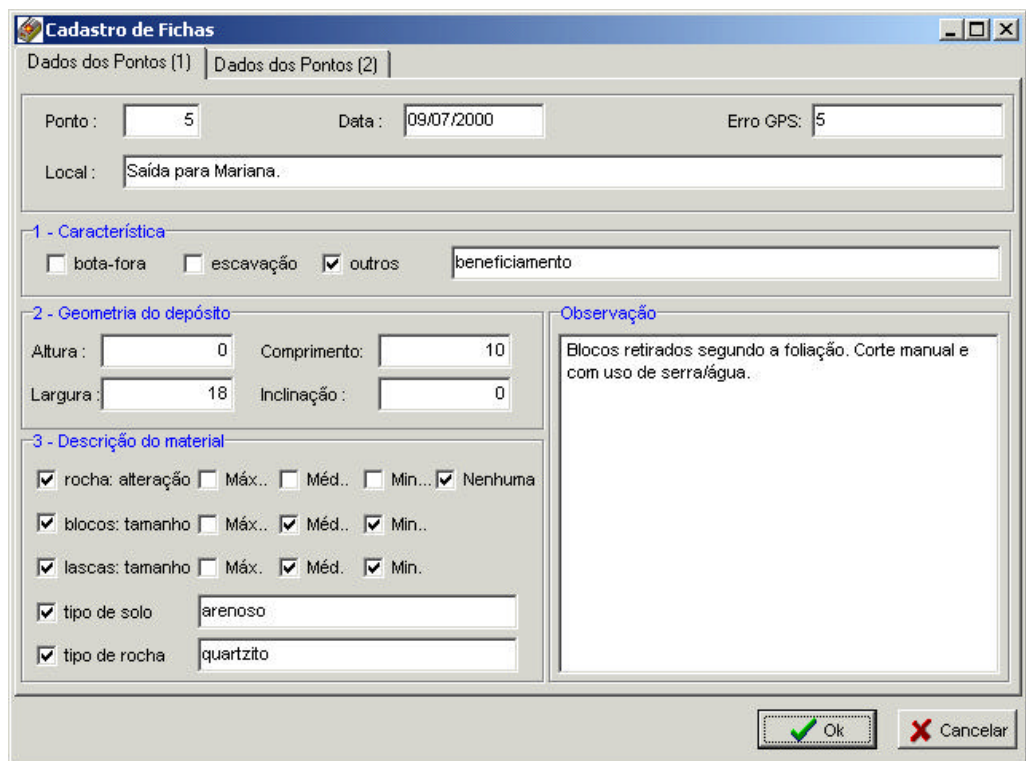 Cadastro de Fichas
Dados dos Pontos (1) Dados dos Pontos (2)
Ponto : 5 Data : 09/07/2000 Erro GPS: 5
Local : Saída para Mariana.
1 - Característica
bota-fora escavação outros beneficiamento
2 - Geometria do depósito
Altura : 0 Comprimento: 10
Largura : 18 Inclinação : 0
Observação
Blocos retirados segundo a foliação. Corte manual e
com uso de serra/água.
3 - Descrição do material
rocha: alteração Máx.. Méd.. Min... Nenhuma
blocos: tamanho Máx.. Méd.. Min..
lascas: tamanho Máx. Méd. Min.
tipo de solo arenoso
tipo de rocha quartzito
Ok Cancelar